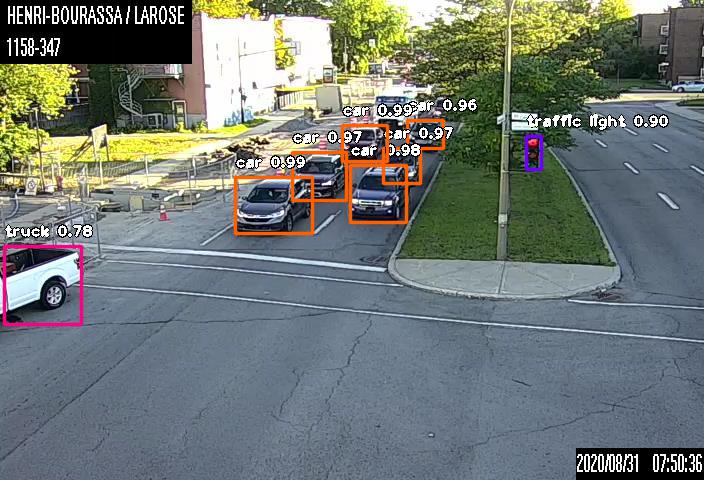 HENRI-BOURASSA / LAROSE
1158-347
car 0.99
car 0.96
car 0.97
car 0.97
traffic light 0.90
car 0.98
car 0.99
truck 0.78
2020/08/31 07:50:36